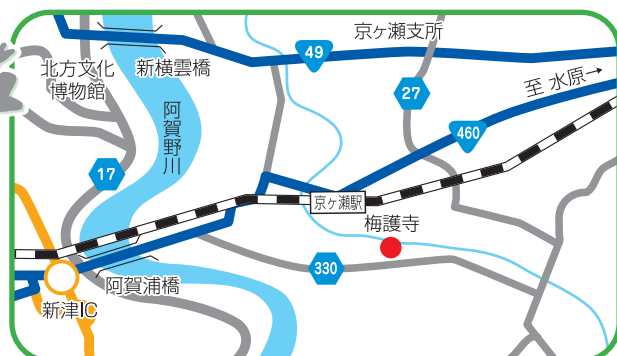 京ヶ瀬支所
49
北方文化
博物館
新横雲橋
27
至 水原→
阿賀野川
460
17
京ヶ瀬駅
梅護寺
330
阿賀浦橋
新津IC